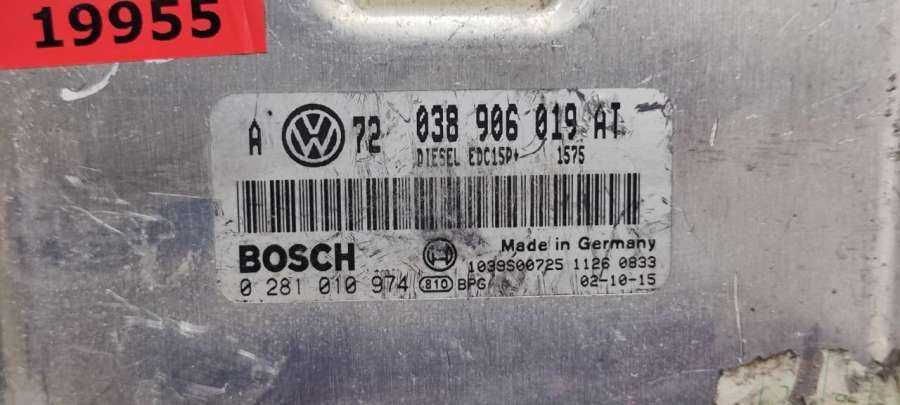 19955
A VW 72 038 906 019 AT
DIESEL EDC15P+ 1575
BOSCH
Made in Germany
1039S00725 1126 0833
0 281 010 974 810 BPG 02-10-15